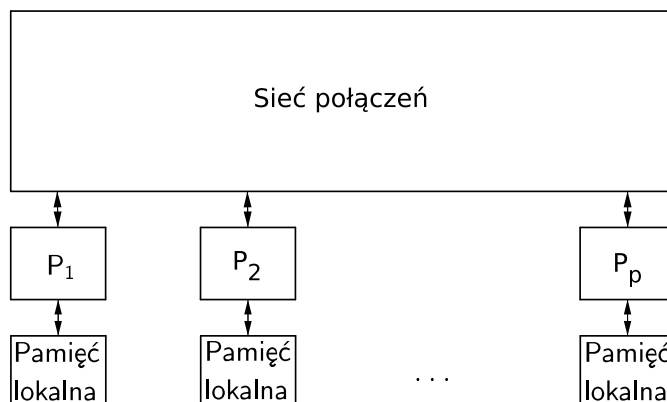 Sieć połączeń
P₁
P₂
Pₚ
Pamięć
lokalna
Pamięć
lokalna
. . .
Pamięć
lokalna